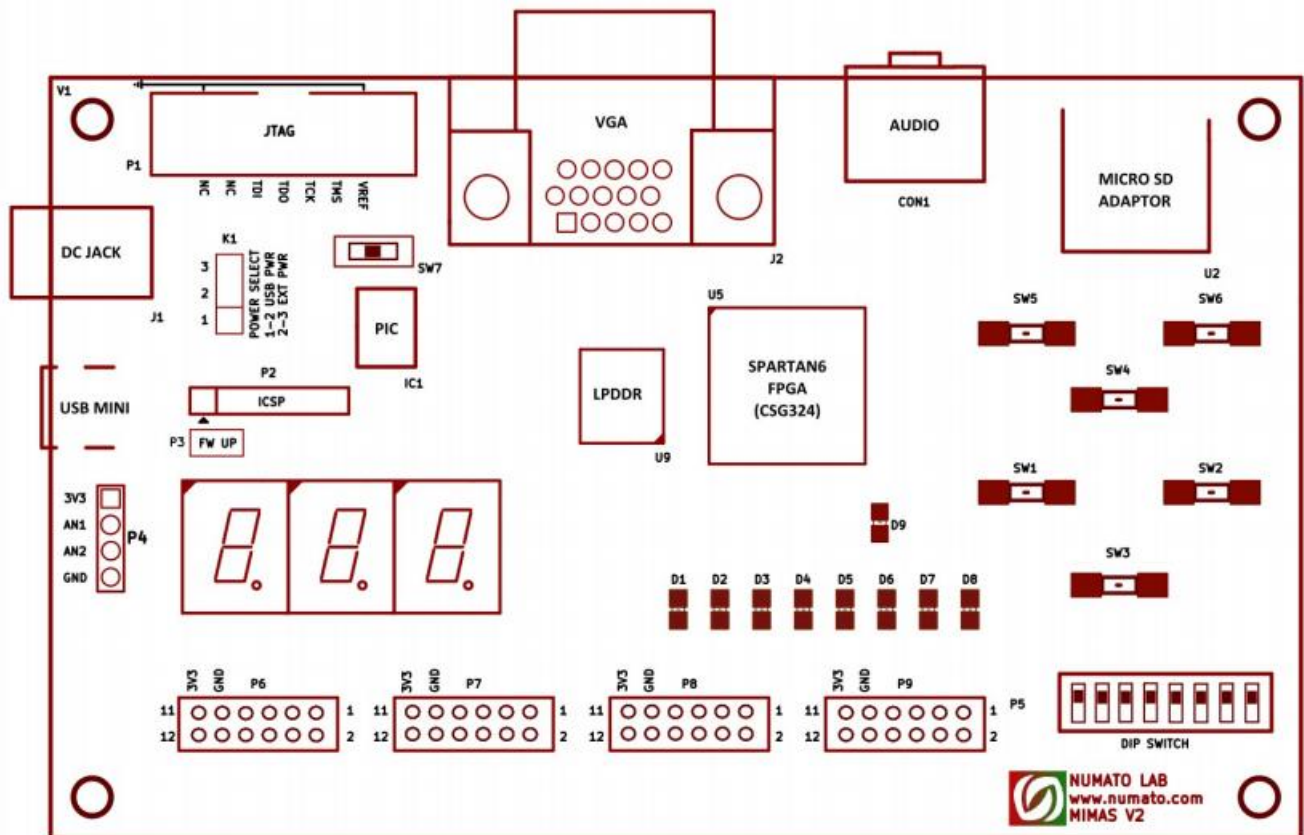 V1
JTAG
P1
NC
NC
TDI
TDO
TCK
TMS
VREF
VGA
J2
AUDIO
CON1
MICRO SD
ADAPTOR
U2
DC JACK
J1
K1
3
2
1
POWER SELECT
1-2 USB PWR
2-3 EXT PWR
SW7
PIC
IC1
U5
SPARTAN6
FPGA
(CSG324)
LPDDR
U9
SW5
SW6
SW4
SW1
SW2
SW3
USB MINI
P2
ICSP
P3
FW UP
3V3
AN1
AN2
GND
P4
D9
D1 D2 D3 D4 D5 D6 D7 D8
3V3
GND
P6
11
1
12
2
3V3
GND
P7
11
1
12
2
3V3
GND
P8
11
1
12
2
3V3
GND
P9
11
1
12
2
P5
DIP SWITCH
NUMATO LAB
www.numato.com
MIMAS V2